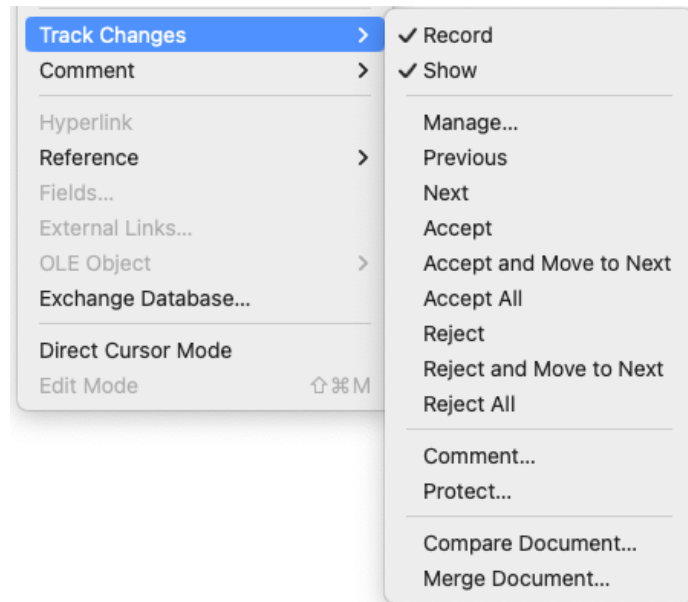 Track Changes
Comment
Hyperlink
Reference
Fields...
External Links...
OLE Object
Exchange Database...
Direct Cursor Mode
Edit Mode ⇧⌘M
✓ Record
✓ Show
Manage...
Previous
Next
Accept
Accept and Move to Next
Accept All
Reject
Reject and Move to Next
Reject All
Comment...
Protect...
Compare Document...
Merge Document...